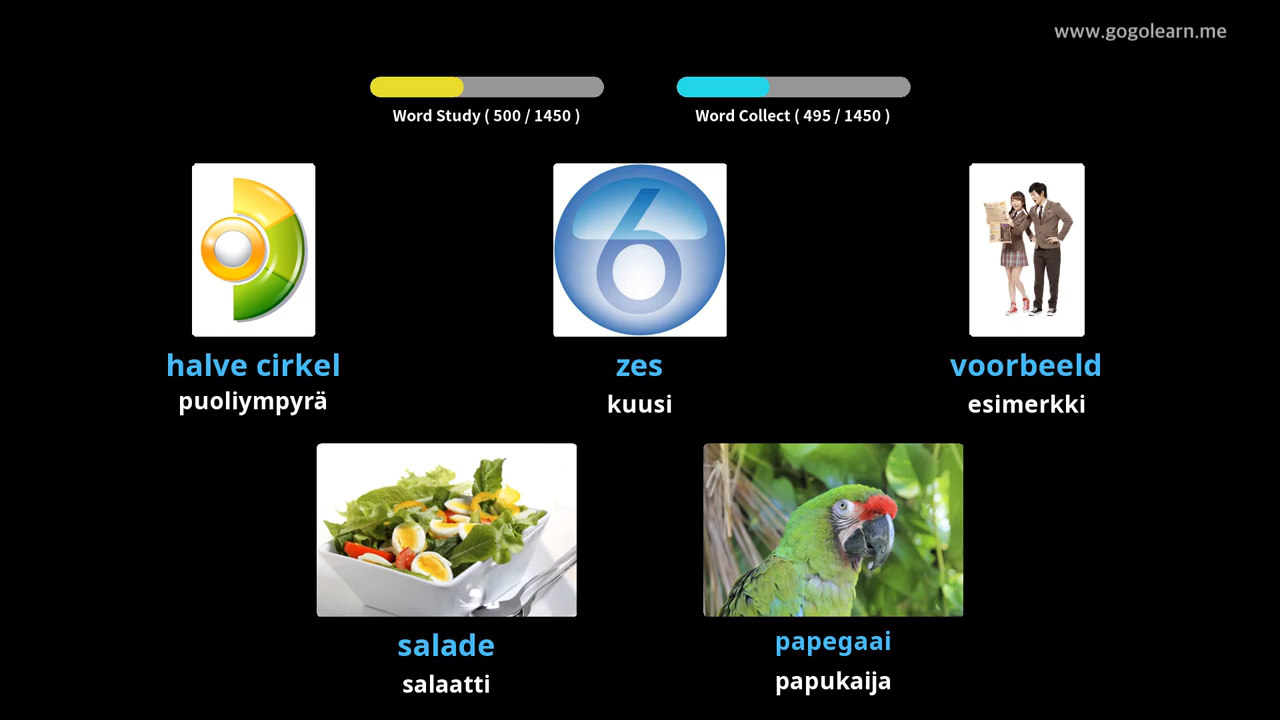 www.gogolearn.me
Word Study ( 500 / 1450 )
Word Collect ( 495 / 1450 )
6
halve cirkel
puoliympyrä
zes
kuusi
voorbeeld
esimerkki
salade
salaatti
papegaai
papukaija